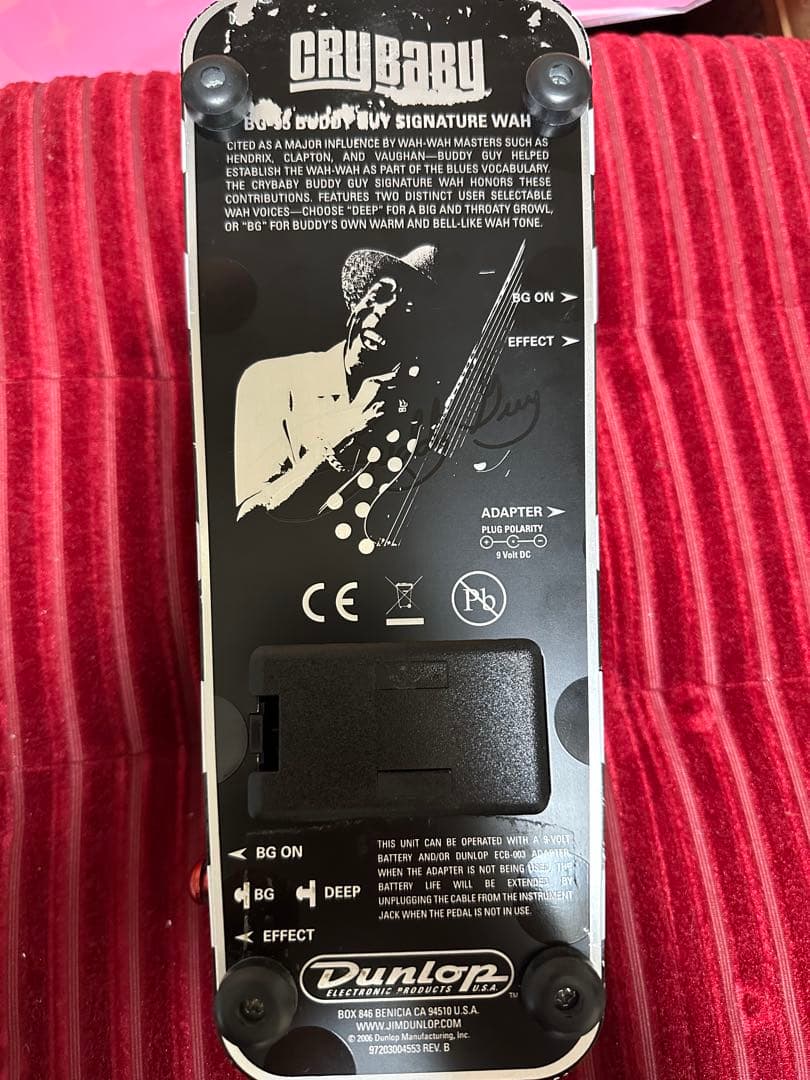 CRYBABY
BG-95 BUDDY GUY SIGNATURE WAH
CITED AS A MAJOR INFLUENCE BY WAH-WAH MASTERS SUCH AS
HENDRIX, CLAPTON, AND VAUGHAN—BUDDY GUY HELPED
ESTABLISH THE WAH-WAH AS PART OF THE BLUES VOCABULARY.
THE CRYBABY BUDDY GUY SIGNATURE WAH HONORS THESE
CONTRIBUTIONS. FEATURES TWO DISTINCT USER SELECTABLE
WAH VOICES—CHOOSE "DEEP" FOR A BIG AND THROATY GROWL,
OR "BG" FOR BUDDY'S OWN WARM AND BELL-LIKE WAH TONE.
BG ON
EFFECT
Guy
ADAPTER
PLUG POLARITY
9 Volt DC
CE
Pb
BG ON
BG DEEP
EFFECT
THIS UNIT CAN BE OPERATED WITH A 9-VOLT
BATTERY AND/OR DUNLOP ECB-003 ADAPTER.
WHEN THE ADAPTER IS NOT BEING USED, THE
BATTERY LIFE WILL BE EXTENDED BY
UNPLUGGING THE CABLE FROM THE INSTRUMENT
JACK WHEN THE PEDAL IS NOT IN USE.
Dunlop
ELECTRONIC PRODUCTS U.S.A.
TM
BOX 846 BENICIA CA 94510 U.S.A.
WWW.JIMDUNLOP.COM
© 2006 Dunlop Manufacturing, Inc.
97203004553 REV. B